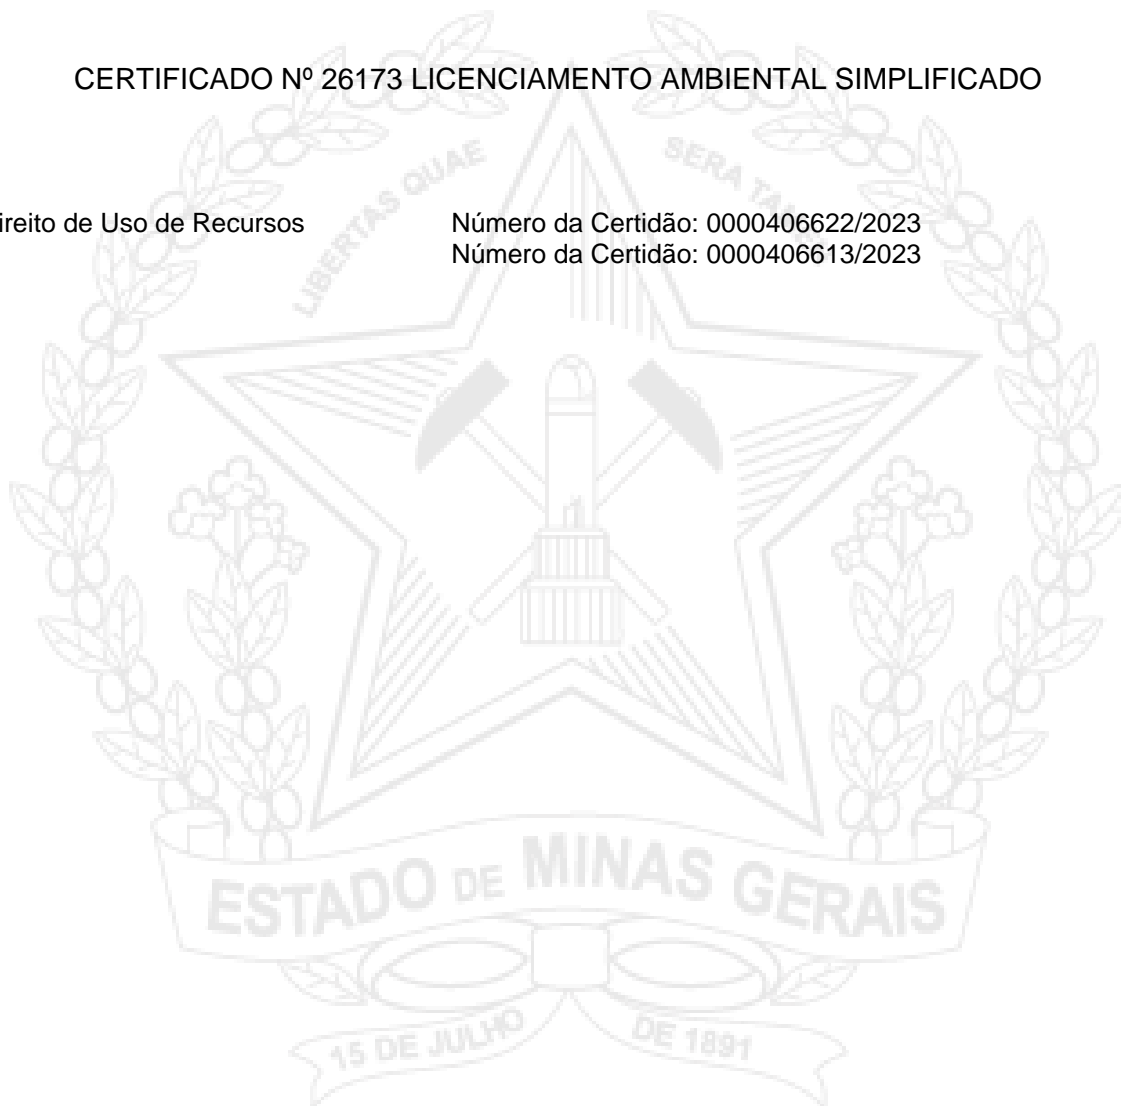 CERTIFICADO Nº 26173 LICENCIAMENTO AMBIENTAL SIMPLIFICADO
LIBERTAS QUAE SERA TAMEN
ireito de Uso de Recursos Número da Certidão: 0000406622/2023
Número da Certidão: 0000406613/2023
ESTADO DE MINAS GERAIS
15 DE JULHO DE 1891